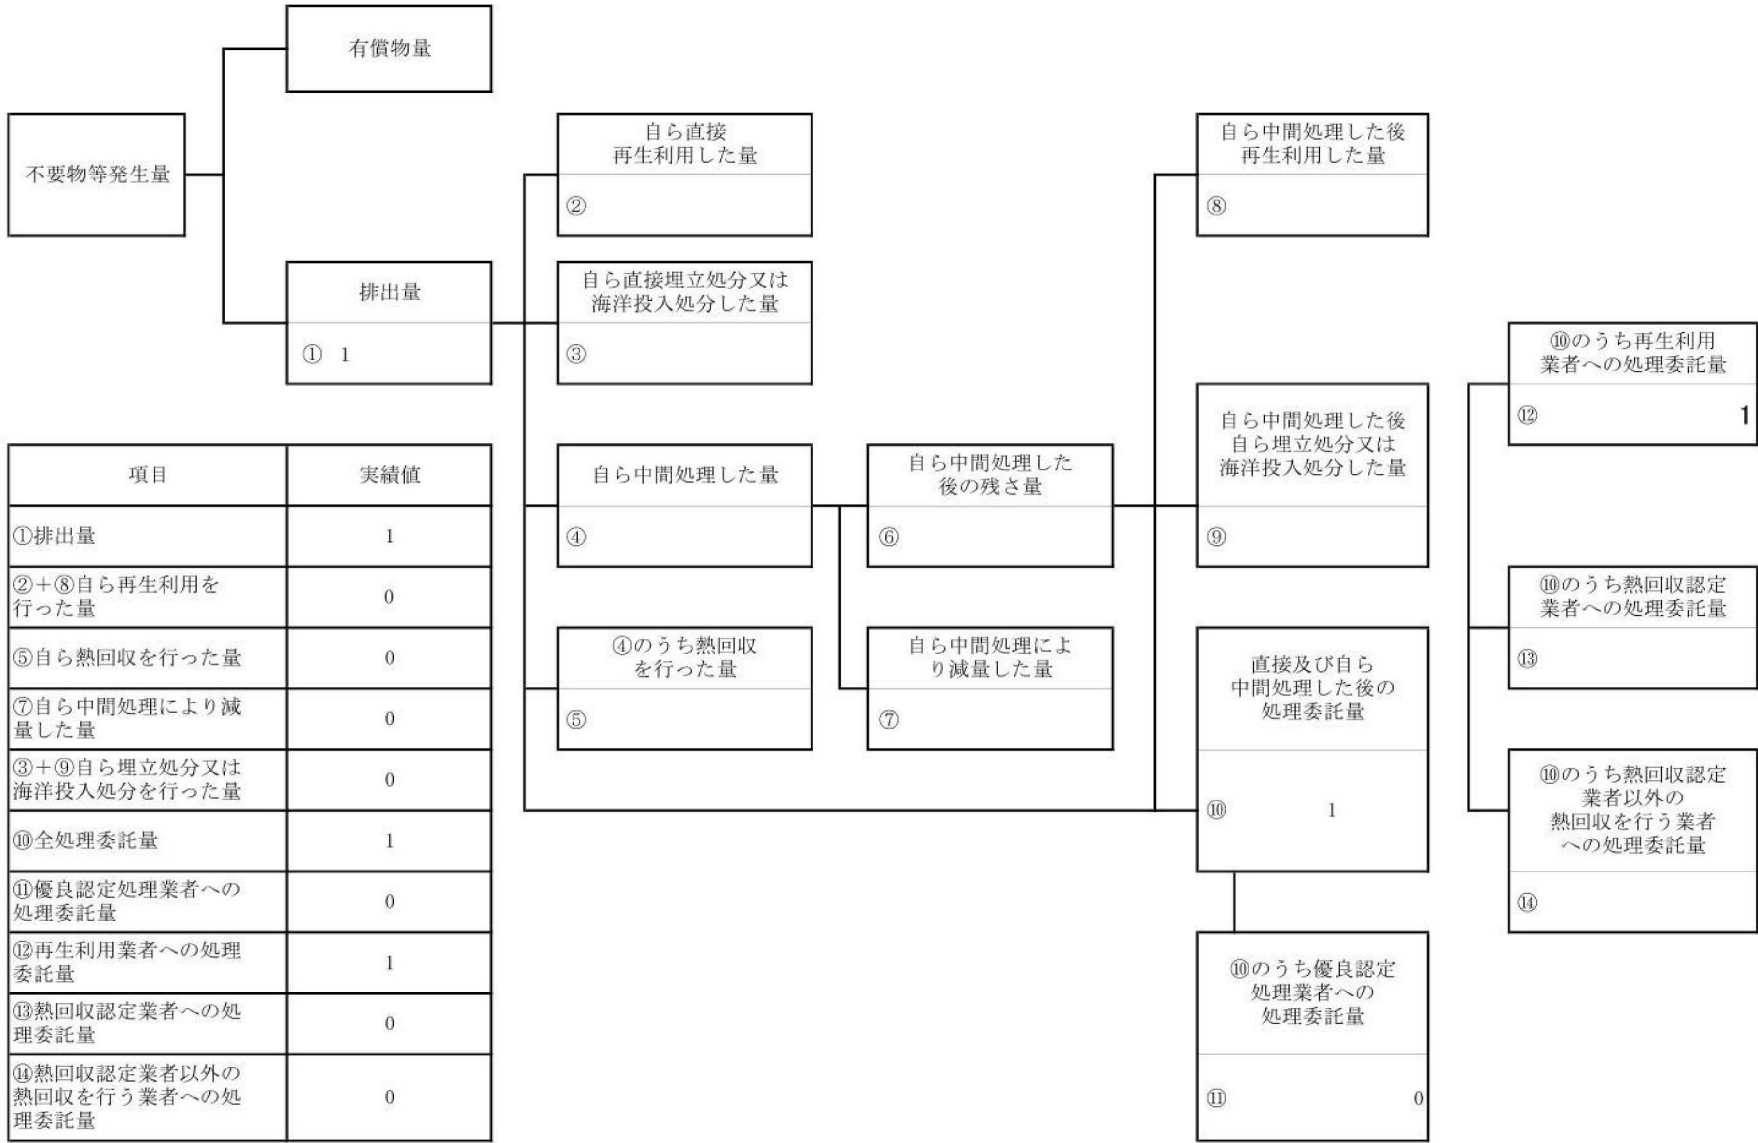 有償物量
不要物等発生量
排出量
① 1
自ら直接
再生利用した量
②
自ら直接埋立処分又は
海洋投入処分した量
③
自ら中間処理した量
④
④のうち熱回収
を行った量
⑤
自ら中間処理した
後の残さ量
⑥
自ら中間処理によ
り減量した量
⑦
自ら中間処理した後
再生利用した量
⑧
自ら中間処理した後
自ら埋立処分又は
海洋投入処分した量
⑨
直接及び自ら
中間処理した後の
処理委託量
⑩ 1
⑩のうち優良認定
処理業者への
処理委託量
⑪ 0
⑩のうち再生利用
業者への処理委託量
⑫ 1
⑩のうち熱回収認定
業者への処理委託量
⑬
⑩のうち熱回収認定
業者以外の
熱回収を行う業者
への処理委託量
⑭
項目 実績値
①排出量 1
②+⑧自ら再生利用を
行った量 0
⑤自ら熱回収を行った量 0
⑦自ら中間処理により減
量した量 0
③+⑨自ら埋立処分又は
海洋投入処分を行った量 0
⑩全処理委託量 1
⑪優良認定処理業者への
処理委託量 0
⑫再生利用業者への処理
委託量 1
⑬熱回収認定業者への処
理委託量 0
⑭熱回収認定業者以外の
熱回収を行う業者への処
理委託量 0